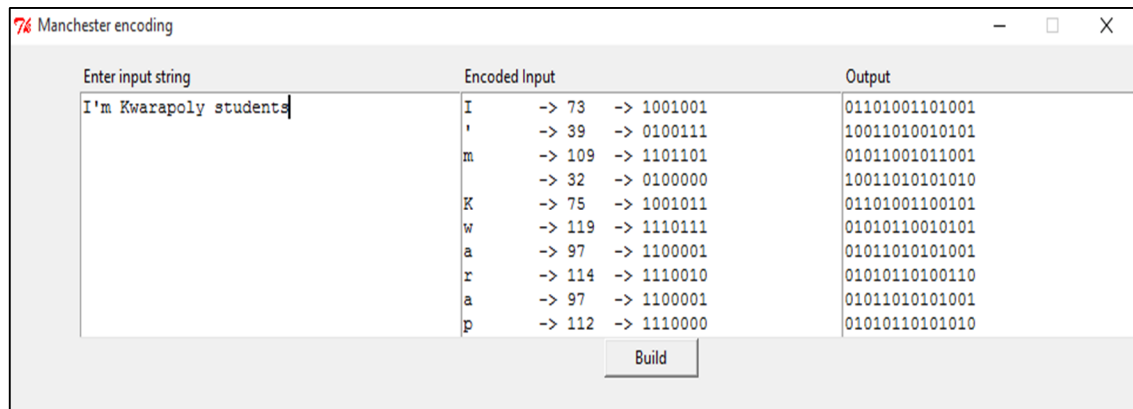 Manchester encoding
Enter input string Encoded Input Output
I'm Kwarapoly students I -> 73 -> 1001001 01101001101001
' -> 39 -> 0100111 10011010010101
m -> 109 -> 1101101 01011001011001
-> 32 -> 0100000 10011010101010
K -> 75 -> 1001011 01101001100101
w -> 119 -> 1110111 01010110010101
a -> 97 -> 1100001 01011010101001
r -> 114 -> 1110010 01010110100110
a -> 97 -> 1100001 01011010101001
p -> 112 -> 1110000 01010110101010
Build